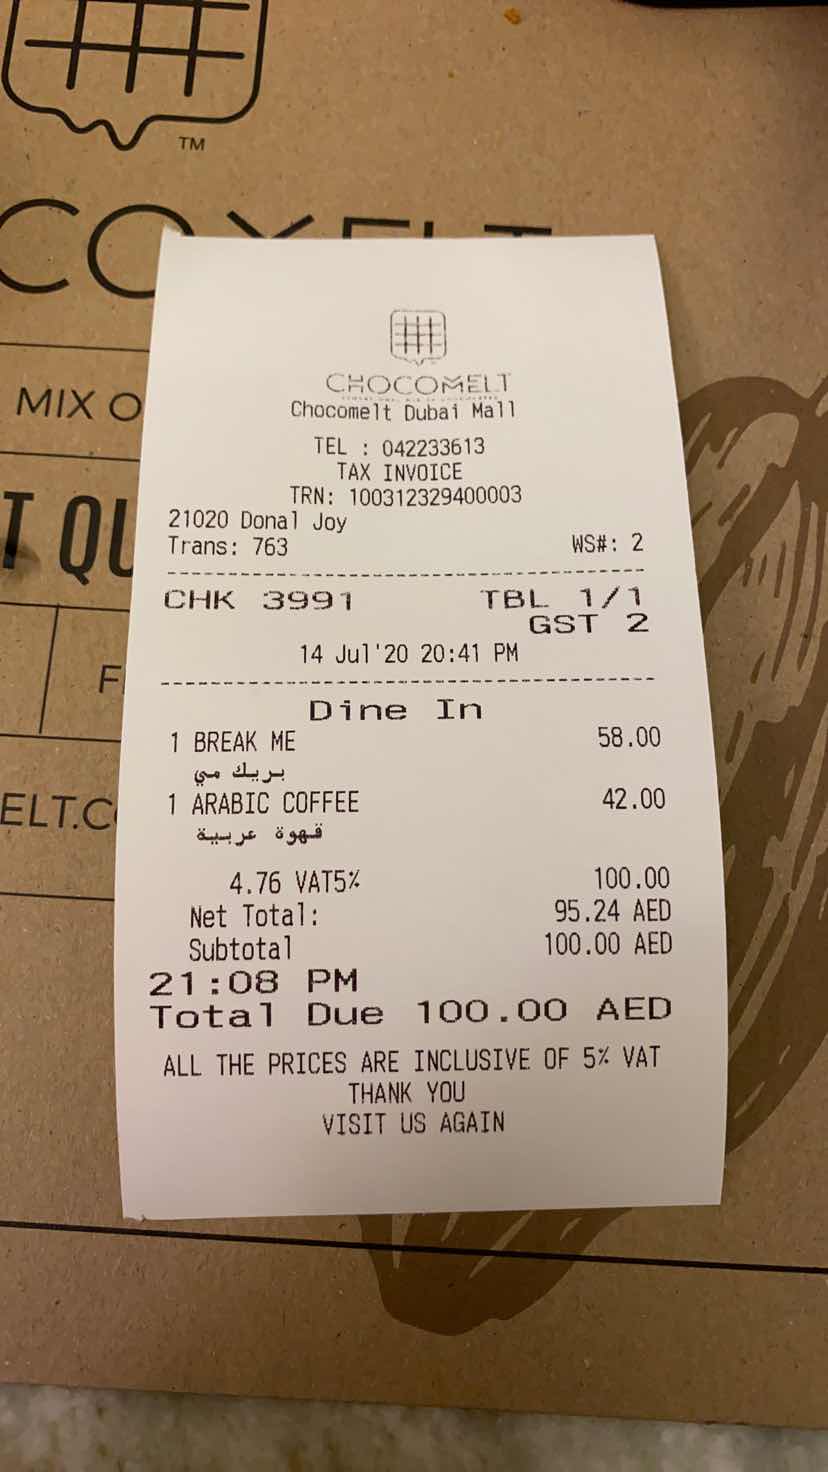 TM
MIX O
T QU
F
ELT.C
CHOCOMELT
Chocomelt Dubai Mall
TEL : 042233613
TAX INVOICE
TRN: 100312329400003
21020 Donal Joy
Trans: 763 WS#: 2
CHK 3991 TBL 1/1
GST 2
14 Jul'20 20:41 PM
Dine In
1 BREAK ME 58.00
بريك مي
1 ARABIC COFFEE 42.00
قهوة عربية
4.76 VAT5% 100.00
Net Total: 95.24 AED
Subtotal 100.00 AED
21:08 PM
Total Due 100.00 AED
ALL THE PRICES ARE INCLUSIVE OF 5% VAT
THANK YOU
VISIT US AGAIN